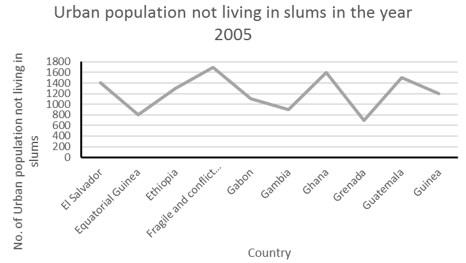 Urban population not living in slums in the year
2005
No. of Urban population not living in
slums
1800
1600
1400
1200
1000
800
600
400
200
0
El Salvador
Equatorial Guinea
Ethiopia
Fragile and conflict...
Gabon
Gambia
Ghana
Grenada
Guatemala
Guinea
Country